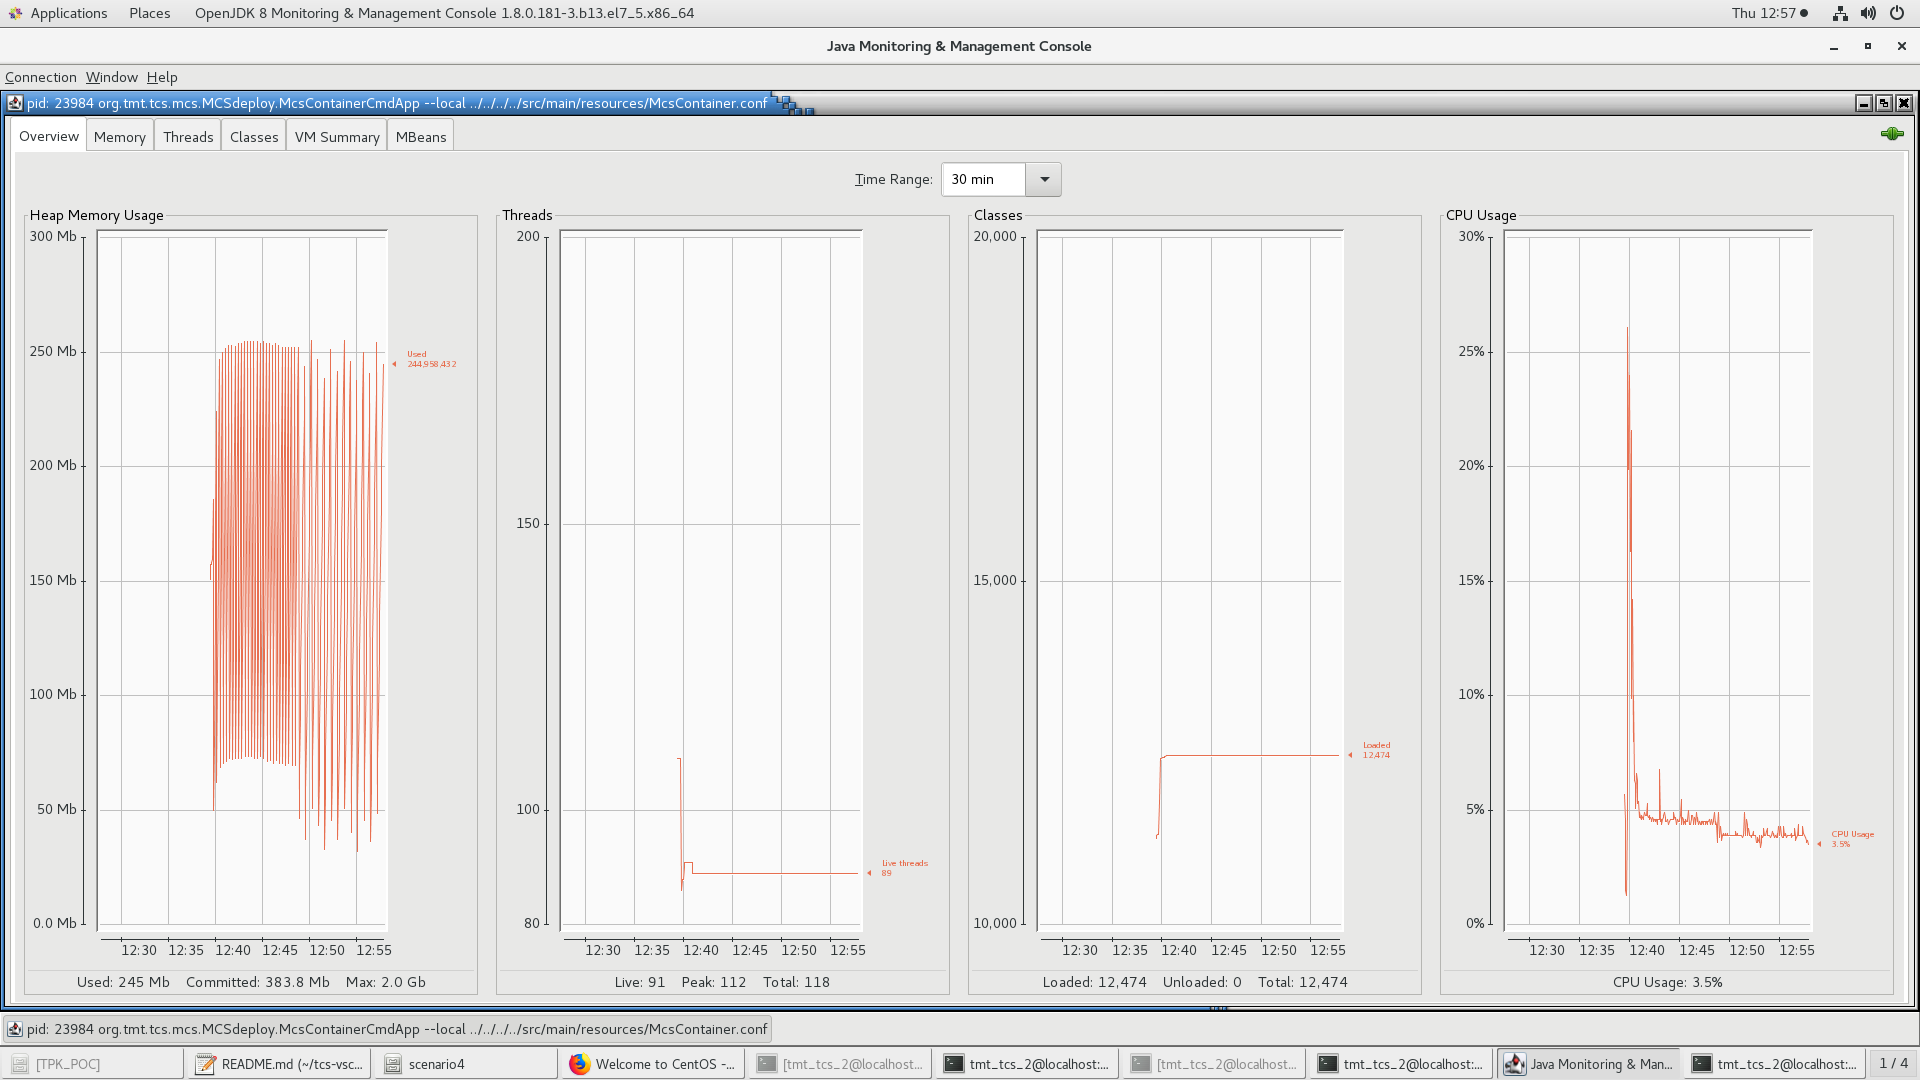 Applications Places OpenJDK 8 Monitoring & Management Console 1.8.0.181-3.b13.el7_5.x86_64 Thu 12:57
Java Monitoring & Management Console
Connection Window Help
pid: 23984 org.tmt.tcs.mcs.MCSdeploy.McsContainerCmdApp --local ../../../../src/main/resources/McsContainer.conf
Overview Memory Threads Classes VM Summary MBeans
Time Range: 30 min
Heap Memory Usage
300 Mb
250 Mb
200 Mb
150 Mb
100 Mb
50 Mb
0.0 Mb
Used
244,958,432
12:30 12:35 12:40 12:45 12:50 12:55
Used: 245 Mb Committed: 383.8 Mb Max: 2.0 Gb
Threads
200
150
100
80
Live threads
89
12:30 12:35 12:40 12:45 12:50 12:55
Live: 91 Peak: 112 Total: 118
Classes
20,000
15,000
10,000
Loaded
12,474
12:30 12:35 12:40 12:45 12:50 12:55
Loaded: 12,474 Unloaded: 0 Total: 12,474
CPU Usage
30%
25%
20%
15%
10%
5%
0%
CPU Usage
3.5%
12:30 12:35 12:40 12:45 12:50 12:55
CPU Usage: 3.5%
pid: 23984 org.tmt.tcs.mcs.MCSdeploy.McsContainerCmdApp --local ../../../../src/main/resources/McsContainer.conf
[TPK_POC] README.md (~/tcs-vsc... scenario4 Welcome to CentOS -... [tmt_tcs_2@localhost... tmt_tcs_2@localhost:... [tmt_tcs_2@localhost... tmt_tcs_2@localhost:... Java Monitoring & Man... tmt_tcs_2@localhost:... 1 / 4